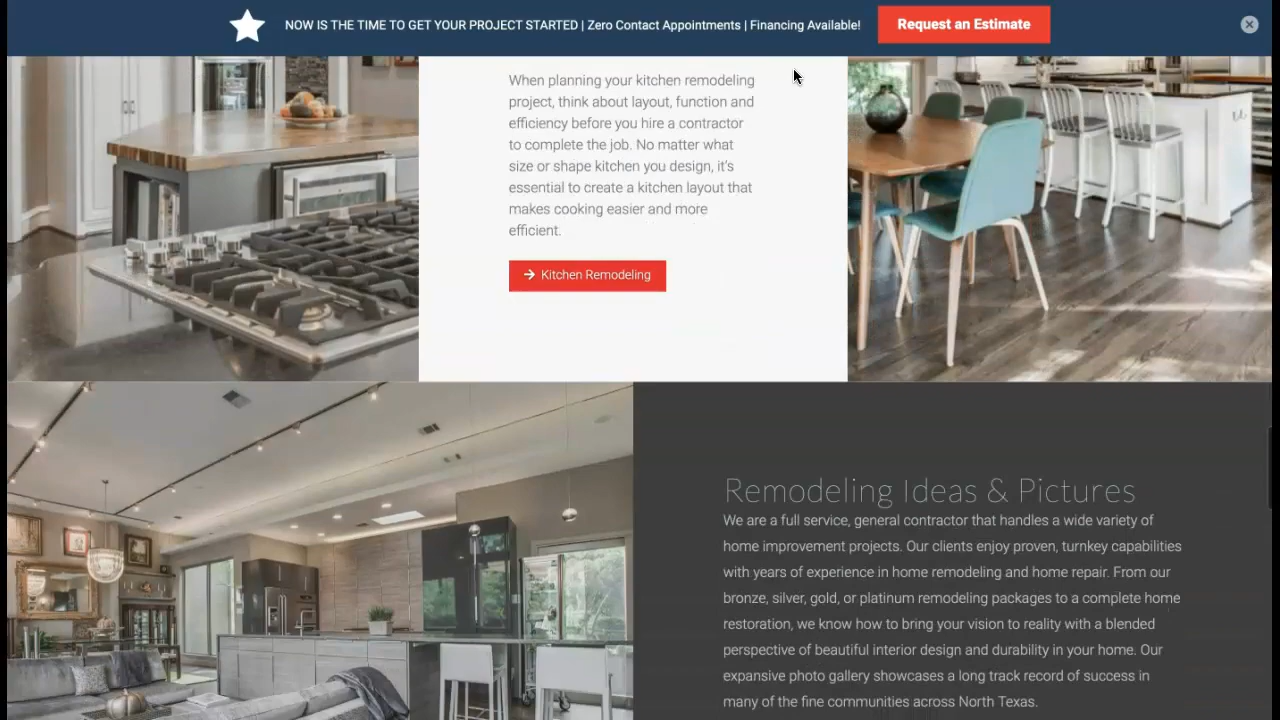 NOW IS THE TIME TO GET YOUR PROJECT STARTED | Zero Contact Appointments | Financing Available!
Request an Estimate
When planning your kitchen remodeling
project, think about layout, function and
efficiency before you hire a contractor
to complete the job. No matter what
size or shape kitchen you design, it's
essential to create a kitchen layout that
makes cooking easier and more
efficient.
Kitchen Remodeling
Remodeling Ideas & Pictures
We are a full service, general contractor that handles a wide variety of
home improvement projects. Our clients enjoy proven, turnkey capabilities
with years of experience in home remodeling and home repair. From our
bronze, silver, gold, or platinum remodeling packages to a complete home
restoration, we know how to bring your vision to reality with a blended
perspective of beautiful interior design and durability in your home. Our
expansive photo gallery showcases a long track record of success in
many of the fine communities across North Texas.